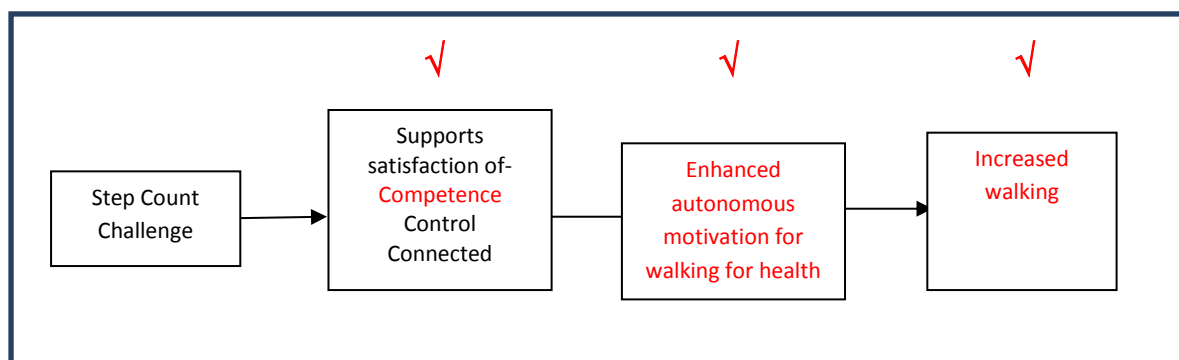 √ √ √
Step Count
Challenge
Supports
satisfaction of-
Competence
Control
Connected
Enhanced
autonomous
motivation for
walking for health
Increased
walking